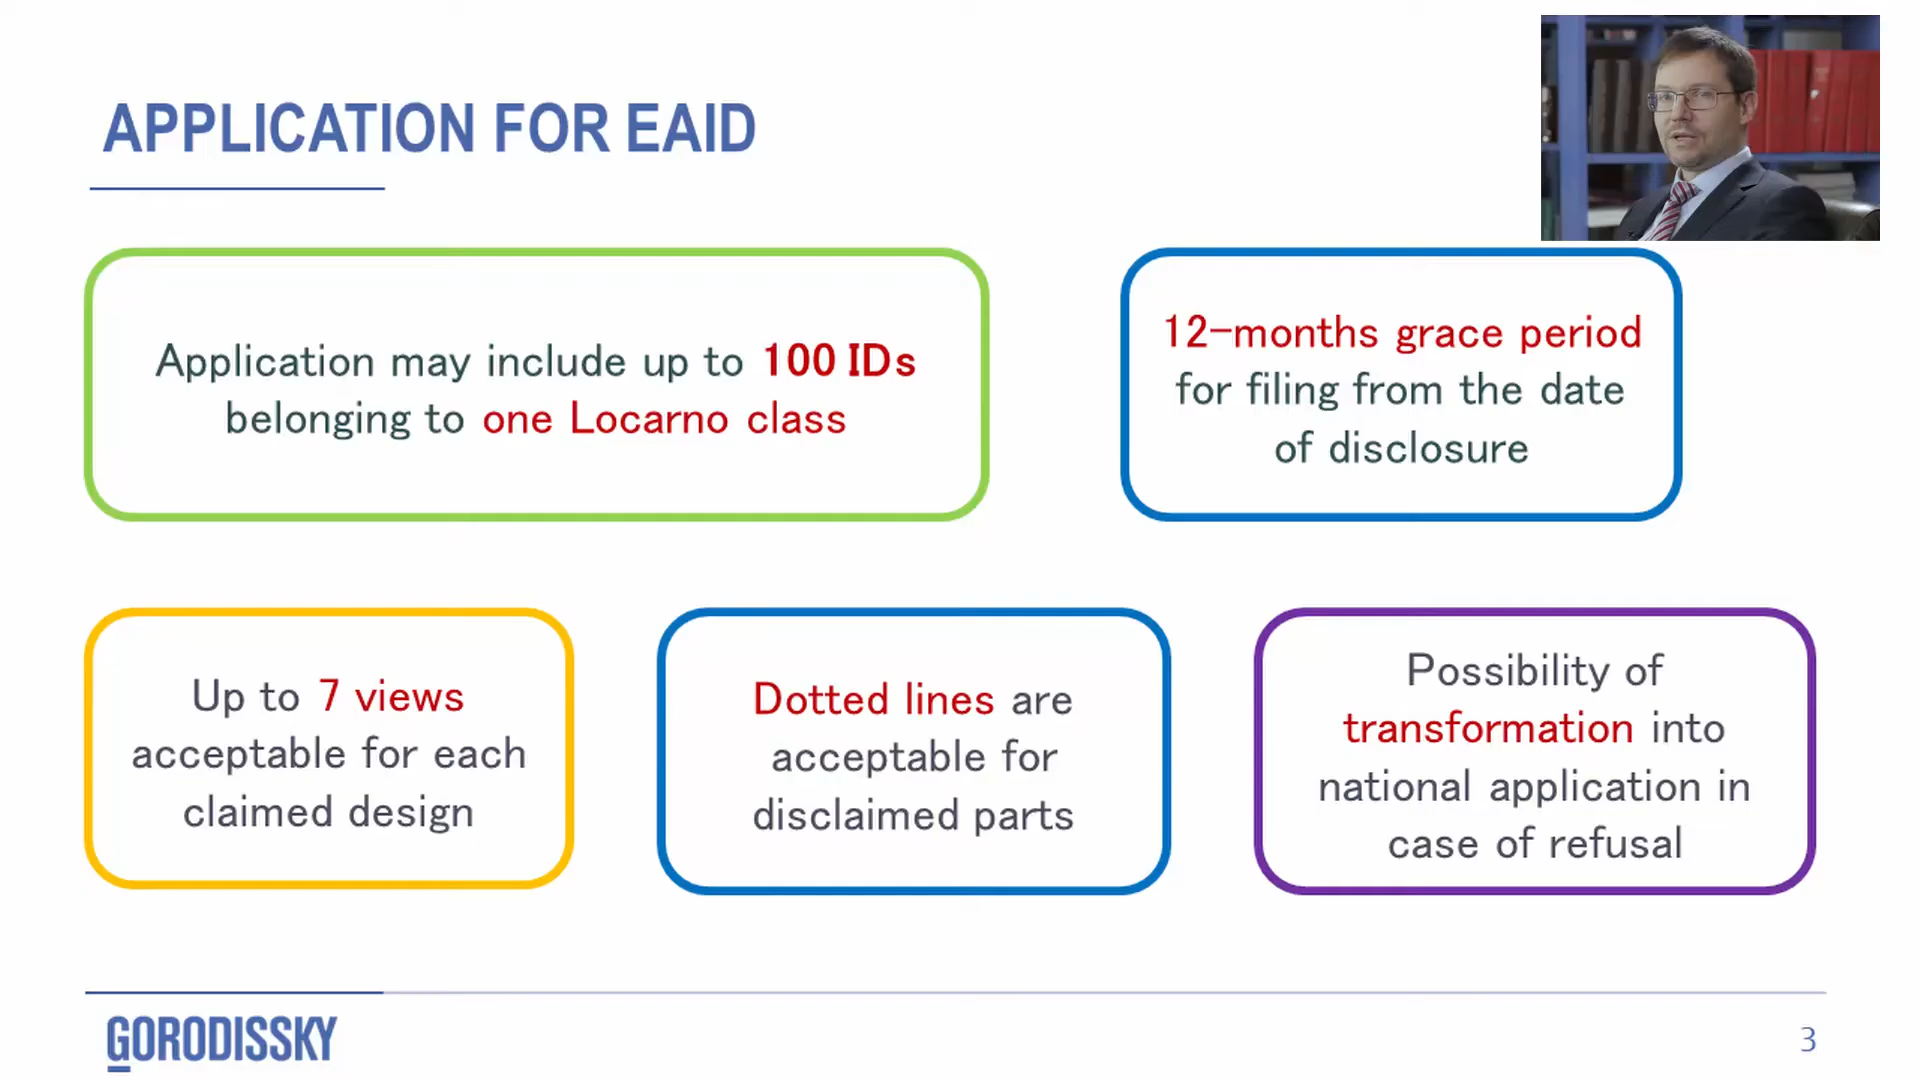 APPLICATION FOR EAID
Application may include up to 100 IDs
belonging to one Locarno class
12-months grace period
for filing from the date
of disclosure
Up to 7 views
acceptable for each
claimed design
Dotted lines are
acceptable for
disclaimed parts
Possibility of
transformation into
national application in
case of refusal
GORODISSKY
3